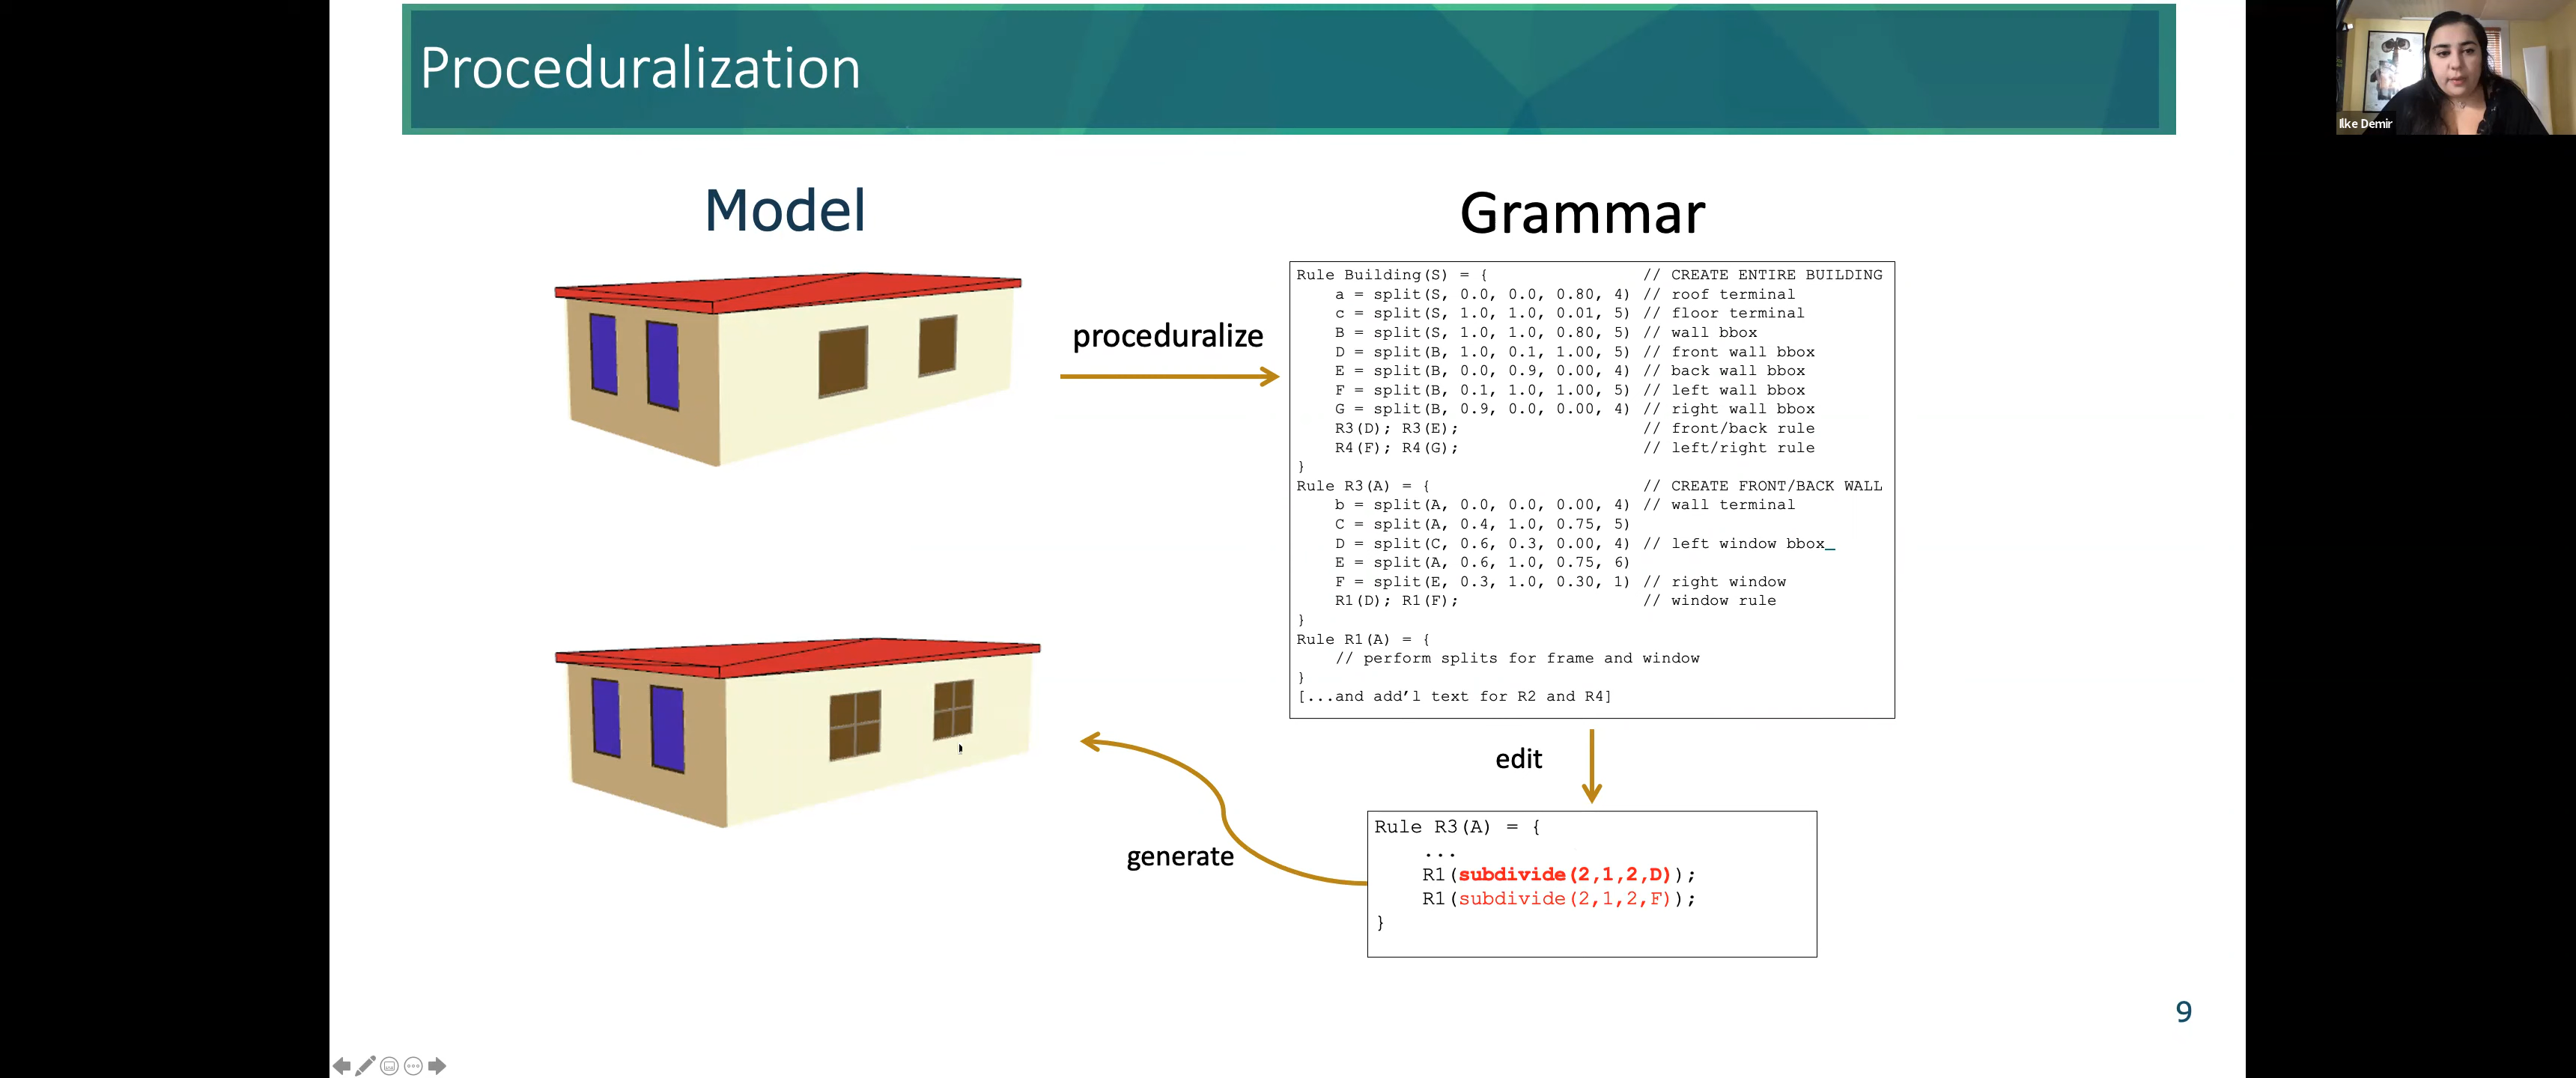 Proceduralization
Ilke Demir
Model
Grammar
proceduralize
Rule Building(S) = { // CREATE ENTIRE BUILDING
a = split(S, 0.0, 0.0, 0.80, 4) // roof terminal
c = split(S, 1.0, 1.0, 0.01, 5) // floor terminal
B = split(S, 1.0, 1.0, 0.80, 5) // wall bbox
D = split(B, 1.0, 0.1, 1.00, 5) // front wall bbox
E = split(B, 0.0, 0.9, 0.00, 4) // back wall bbox
F = split(B, 0.1, 1.0, 1.00, 5) // left wall bbox
G = split(B, 0.9, 0.0, 0.00, 4) // right wall bbox
R3(D); R3(E); // front/back rule
R4(F); R4(G); // left/right rule
}
Rule R3(A) = { // CREATE FRONT/BACK WALL
b = split(A, 0.0, 0.0, 0.00, 4) // wall terminal
C = split(A, 0.4, 1.0, 0.75, 5)
D = split(C, 0.6, 0.3, 0.00, 4) // left window bbox_
E = split(A, 0.6, 1.0, 0.75, 6)
F = split(E, 0.3, 1.0, 0.30, 1) // right window
R1(D); R1(F); // window rule
}
Rule R1(A) = {
// perform splits for frame and window
}
[...and add’l text for R2 and R4]
edit
generate
Rule R3(A) = {
...
R1(subdivide(2,1,2,D));
R1(subdivide(2,1,2,F));
}
9